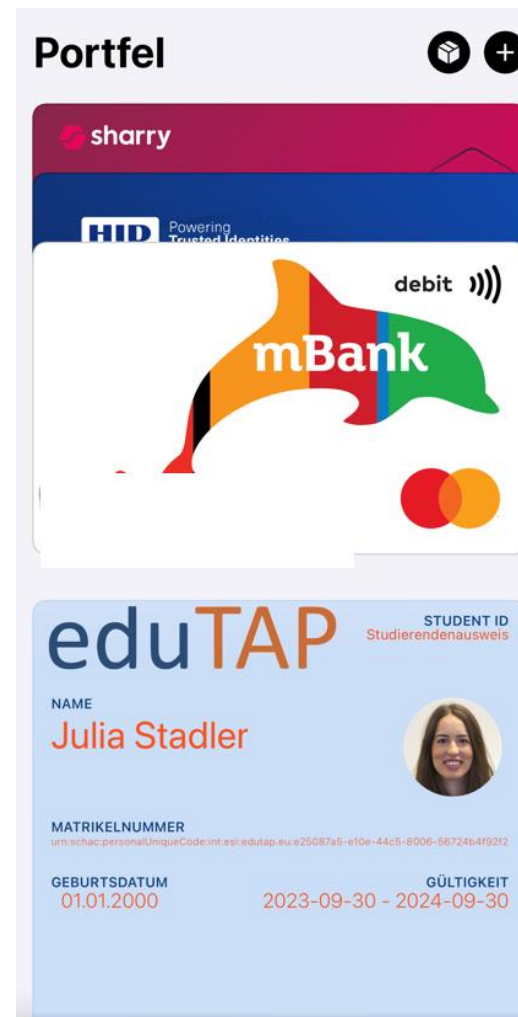 Portfel
sharry
HID Powering
Trusted Identities
debit
mBank
eduTAP
STUDENT ID
Studierendenausweis
NAME
Julia Stadler
MATRIKELNUMMER
urn:schac:personalUniqueCode:int:esi:edutap.eu:e25087a5-e10e-44c5-8006-56724b4f92f2
GEBURTSDATUM GÜLTIGKEIT
01.01.2000 2023-09-30 - 2024-09-30